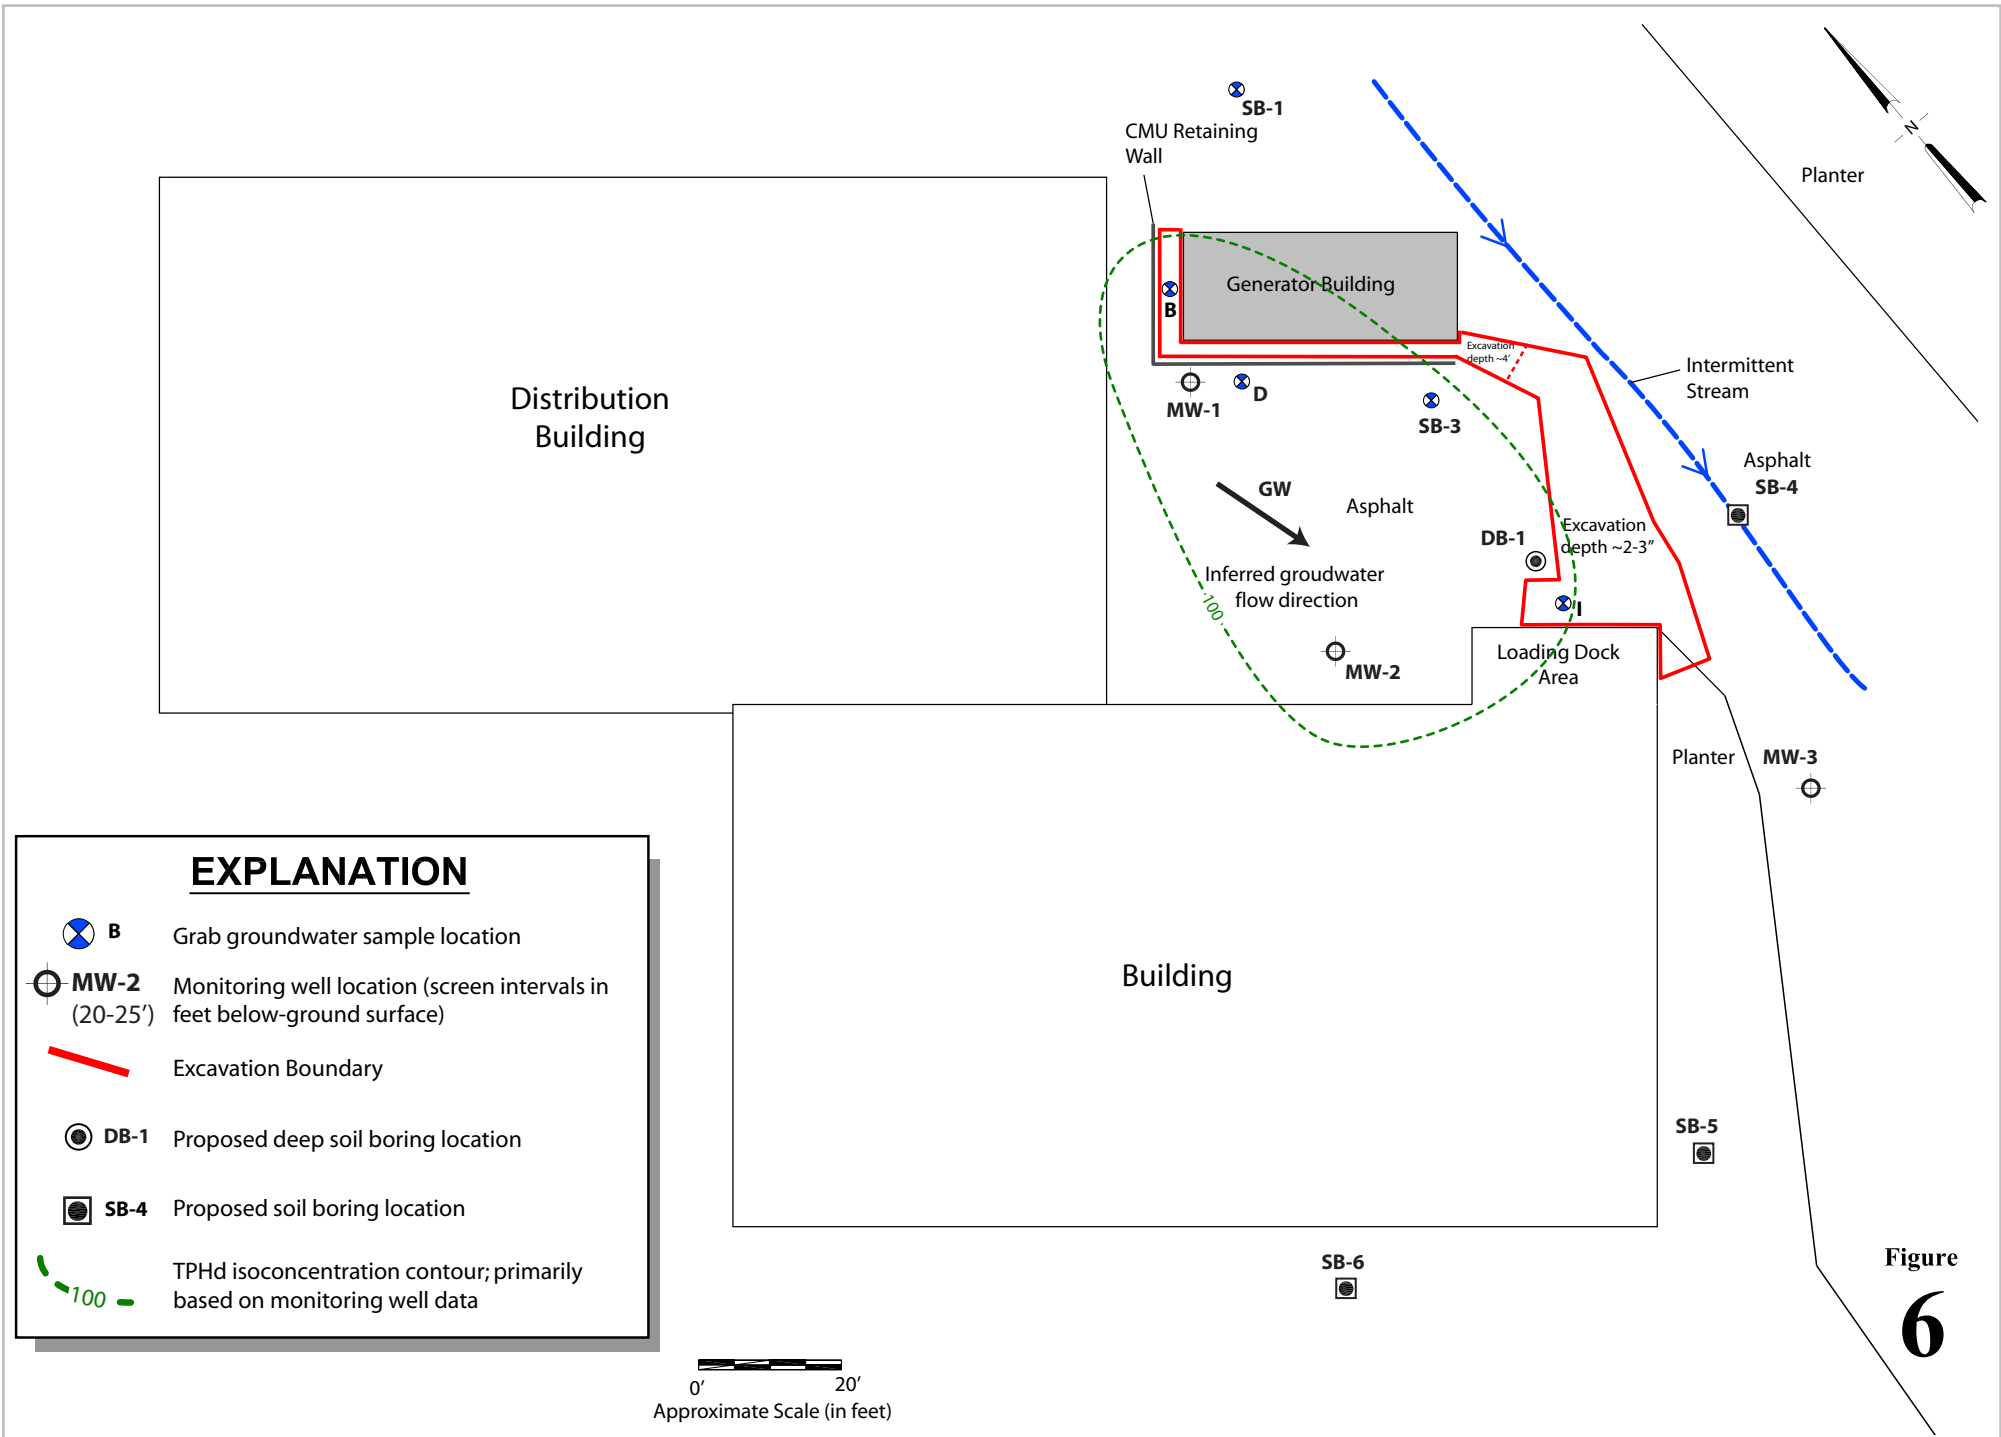 SB-1
CMU Retaining
Wall
N
Planter
Generator Building
B
Excavation
depth ~4'
Intermittent
Stream
MW-1
D
SB-3
Distribution
Building
Asphalt
SB-4
GW
Asphalt
DB-1
Excavation
depth ~2-3"
Inferred groudwater
flow direction
100
I
MW-2
Loading Dock
Area
Planter
MW-3
EXPLANATION
B
Grab groundwater sample location
MW-2
(20-25')
Monitoring well location (screen intervals in
feet below-ground surface)
Excavation Boundary
DB-1
Proposed deep soil boring location
SB-4
Proposed soil boring location
100
TPHd isoconcentration contour; primarily
based on monitoring well data
Building
SB-5
SB-6
Figure
6
0'
20'
Approximate Scale (in feet)